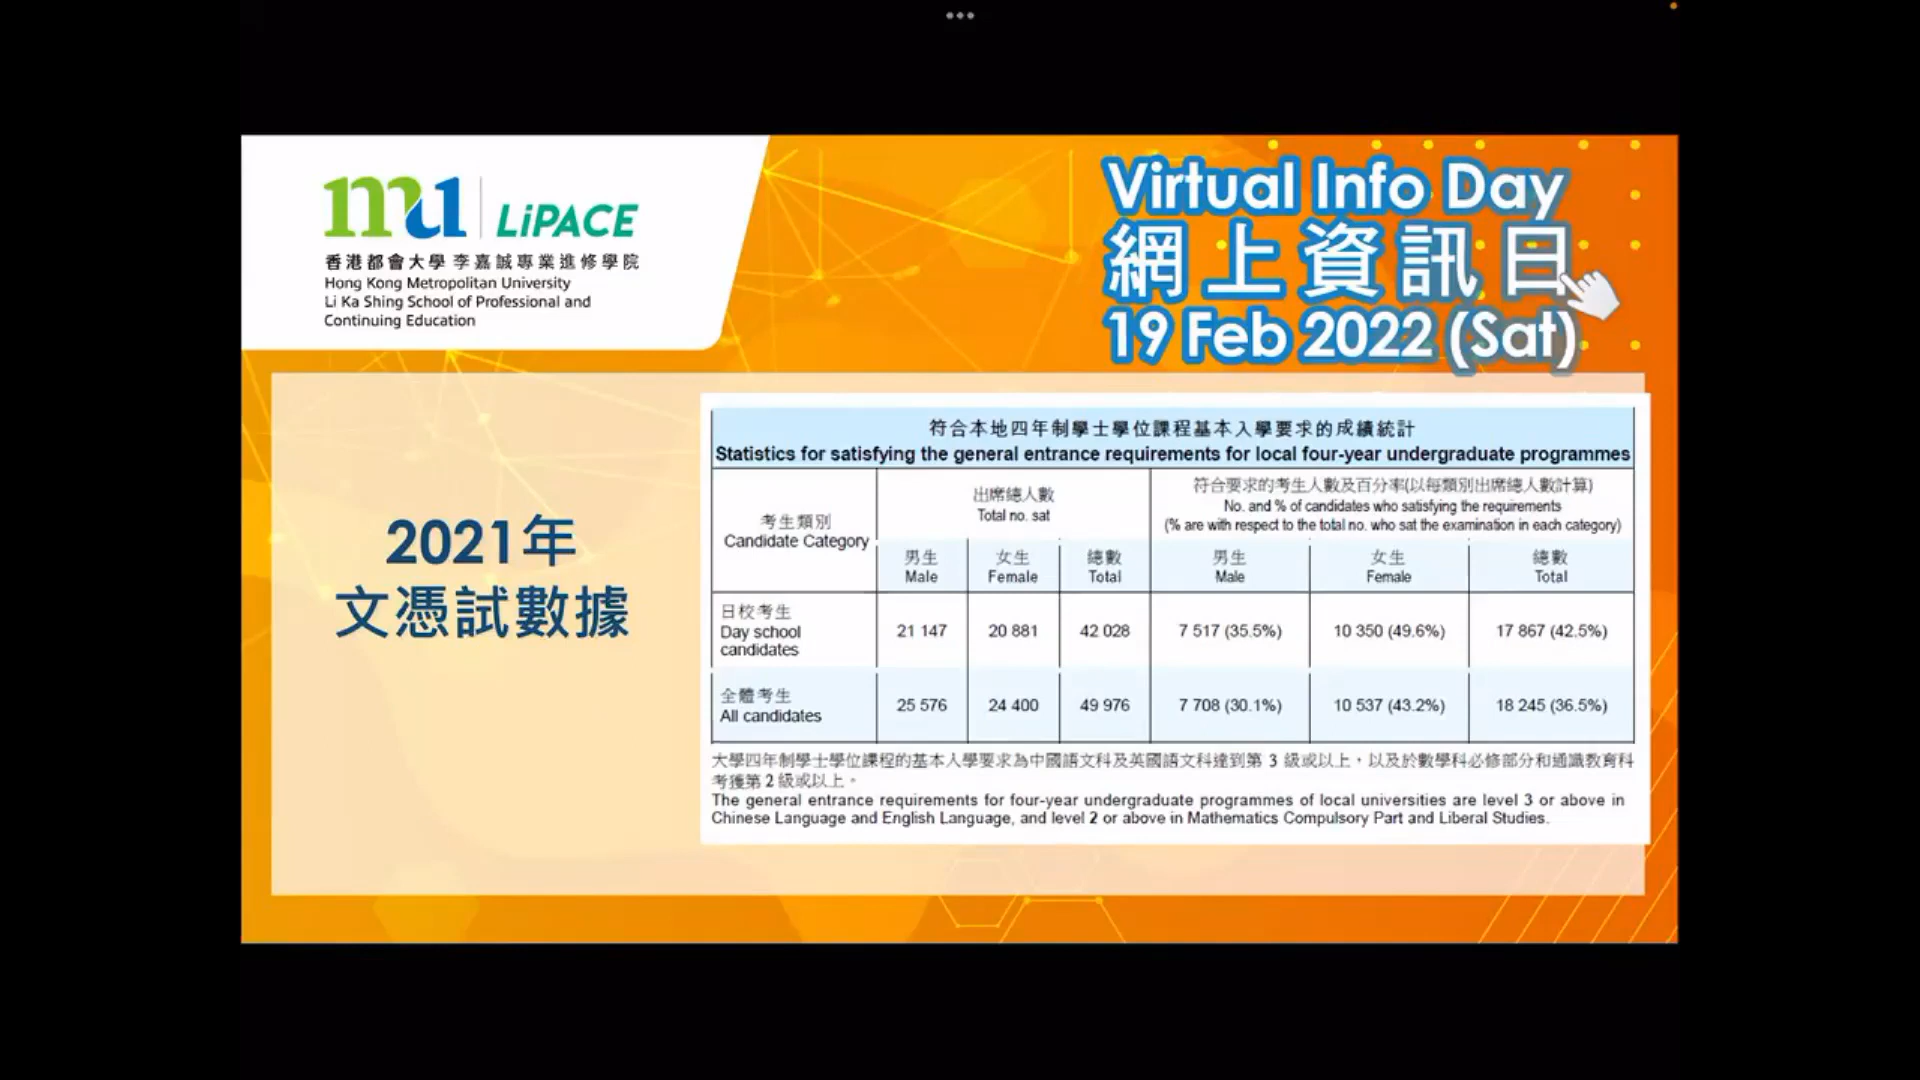 mu LiPACE
香港都會大學 李嘉誠專業進修學院
Hong Kong Metropolitan University
Li Ka Shing School of Professional and
Continuing Education
Virtual Info Day
網上資訊日
19 Feb 2022 (Sat)
2021年
文憑試數據
符合本地四年制學士學位課程基本入學要求的成績統計
Statistics for satisfying the general entrance requirements for local four-year undergraduate programmes
考生類別
Candidate Category
出席總人數
Total no. sat
符合要求的考生人數及百分率(以每類別出席總人數計算)
No. and % of candidates who satisfying the requirements
(% are with respect to the total no. who sat the examination in each category)
男生 女生 總數 男生 女生 總數
Male Female Total Male Female Total
日校考生
Day school
candidates
21 147 20 881 42 028 7 517 (35.5%) 10 350 (49.6%) 17 867 (42.5%)
全體考生
All candidates
25 576 24 400 49 976 7 708 (30.1%) 10 537 (43.2%) 18 245 (36.5%)
大學四年制學士學位課程的基本入學要求為中國語文科及英國語文科達到第 3 級或以上，以及於數學科必修部分和通識教育科
考獲第 2 級或以上。
The general entrance requirements for four-year undergraduate programmes of local universities are level 3 or above in
Chinese Language and English Language, and level 2 or above in Mathematics Compulsory Part and Liberal Studies.